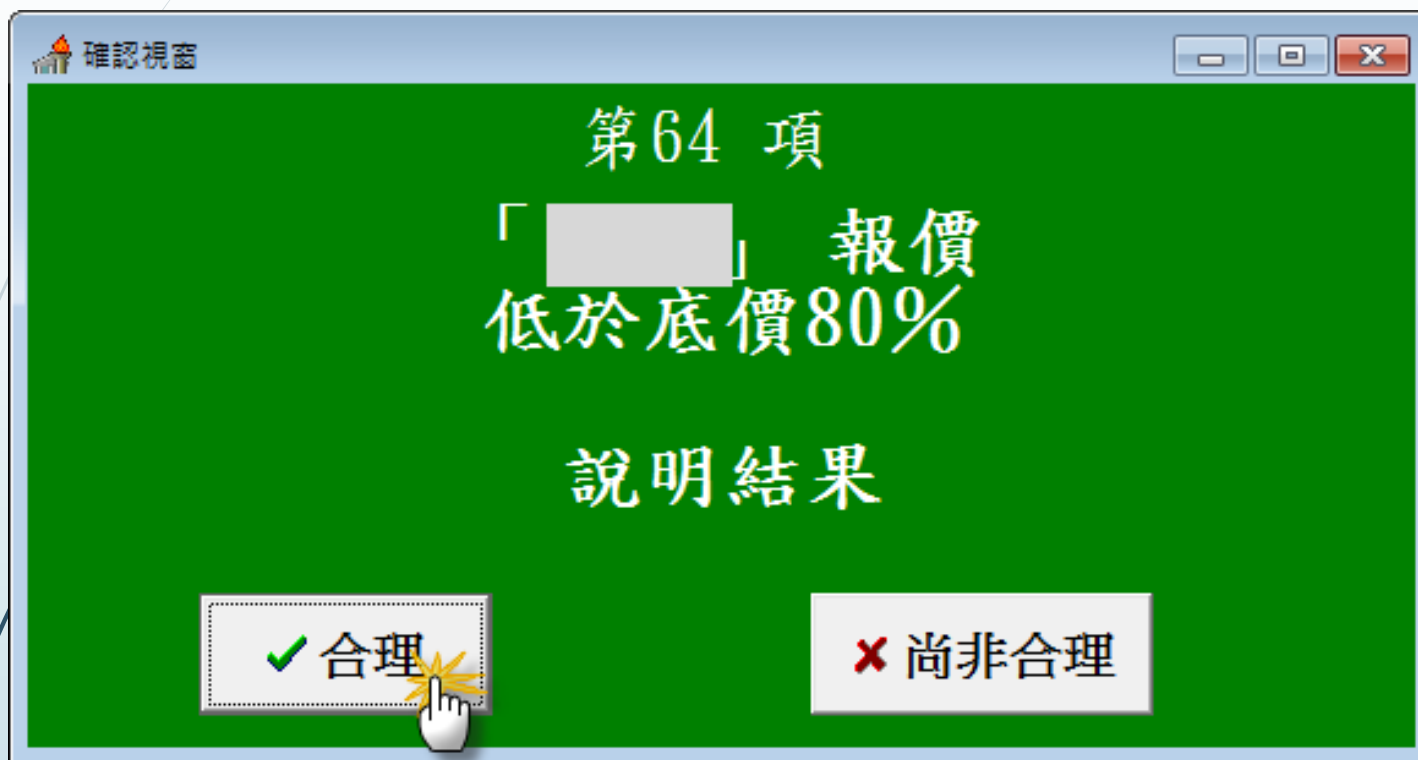 確認視窗
第64 項
「 」 報價
低於底價80%
說明結果
合理
尚非合理